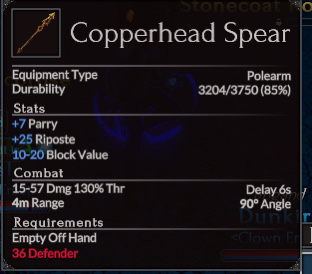 Stonecoat
Copperhead Spear
Equipment Type Polearm
Durability 3204/3750 (85%)
Stats
+7 Parry
+25 Riposte
10-20 Block Value
Combat
15-57 Dmg 130% Thr Delay 6s
4m Range 90° Angle
Requirements
Empty Off Hand
36 Defender